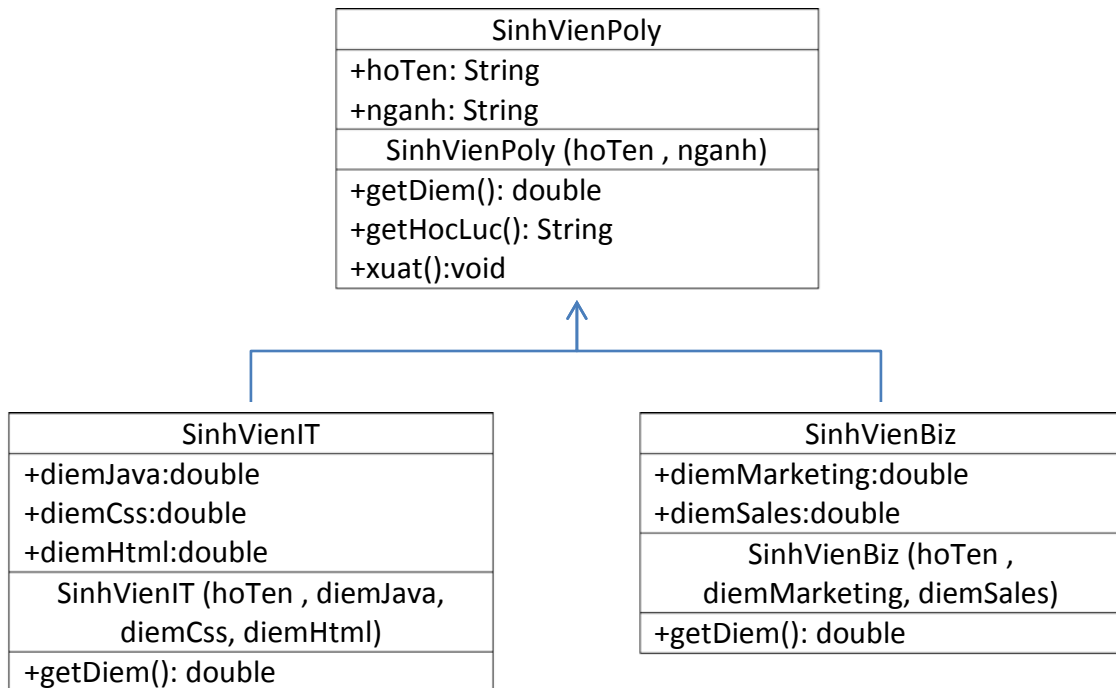 SinhVienPoly
+hoTen: String
+nganh: String
SinhVienPoly (hoTen , nganh)
+getDiem(): double
+getHocLuc(): String
+xuat():void
SinhVienIT
+diemJava:double
+diemCss:double
+diemHtml:double
SinhVienIT (hoTen , diemJava,
diemCss, diemHtml)
+getDiem(): double
SinhVienBiz
+diemMarketing:double
+diemSales:double
SinhVienBiz (hoTen ,
diemMarketing, diemSales)
+getDiem(): double